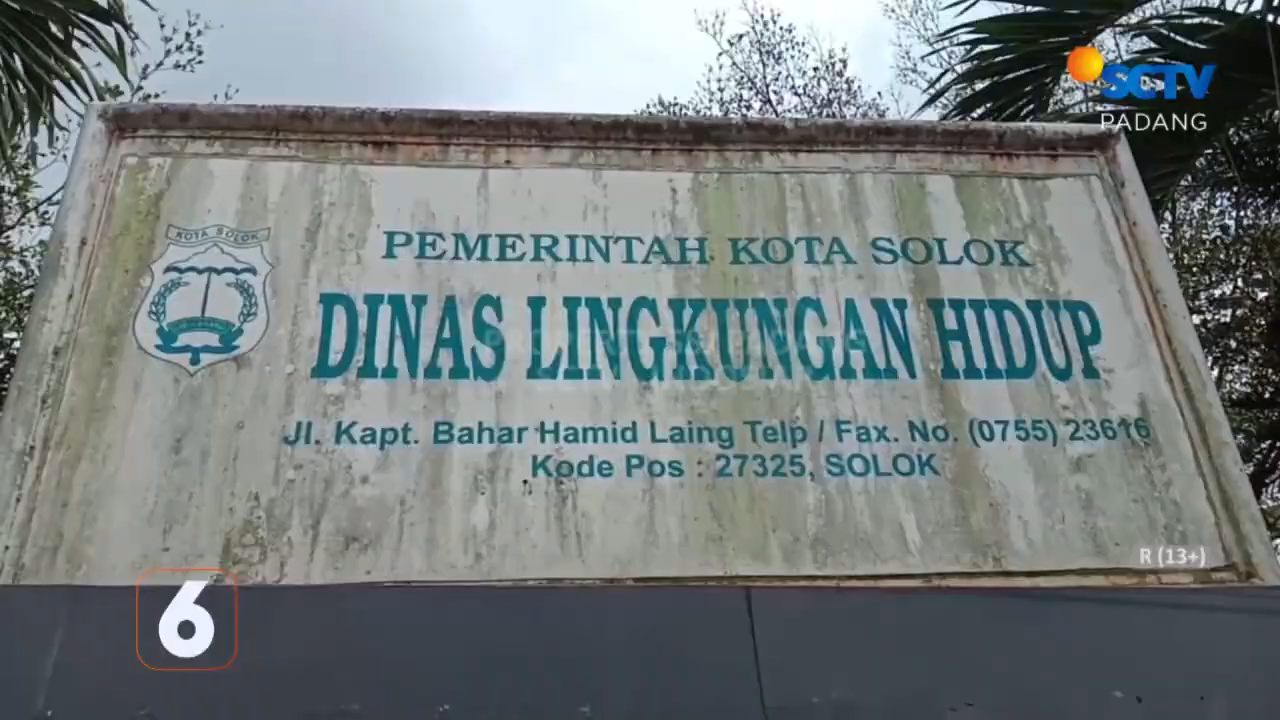 SCTV
PADANG
KOTA SOLOK
PEMERINTAH KOTA SOLOK
DINAS LINGKUNGAN HIDUP
Jl. Kapt. Bahar Hamid Laing Telp / Fax. No. (0755) 23616
Kode Pos : 27325, SOLOK
R (13+)
6